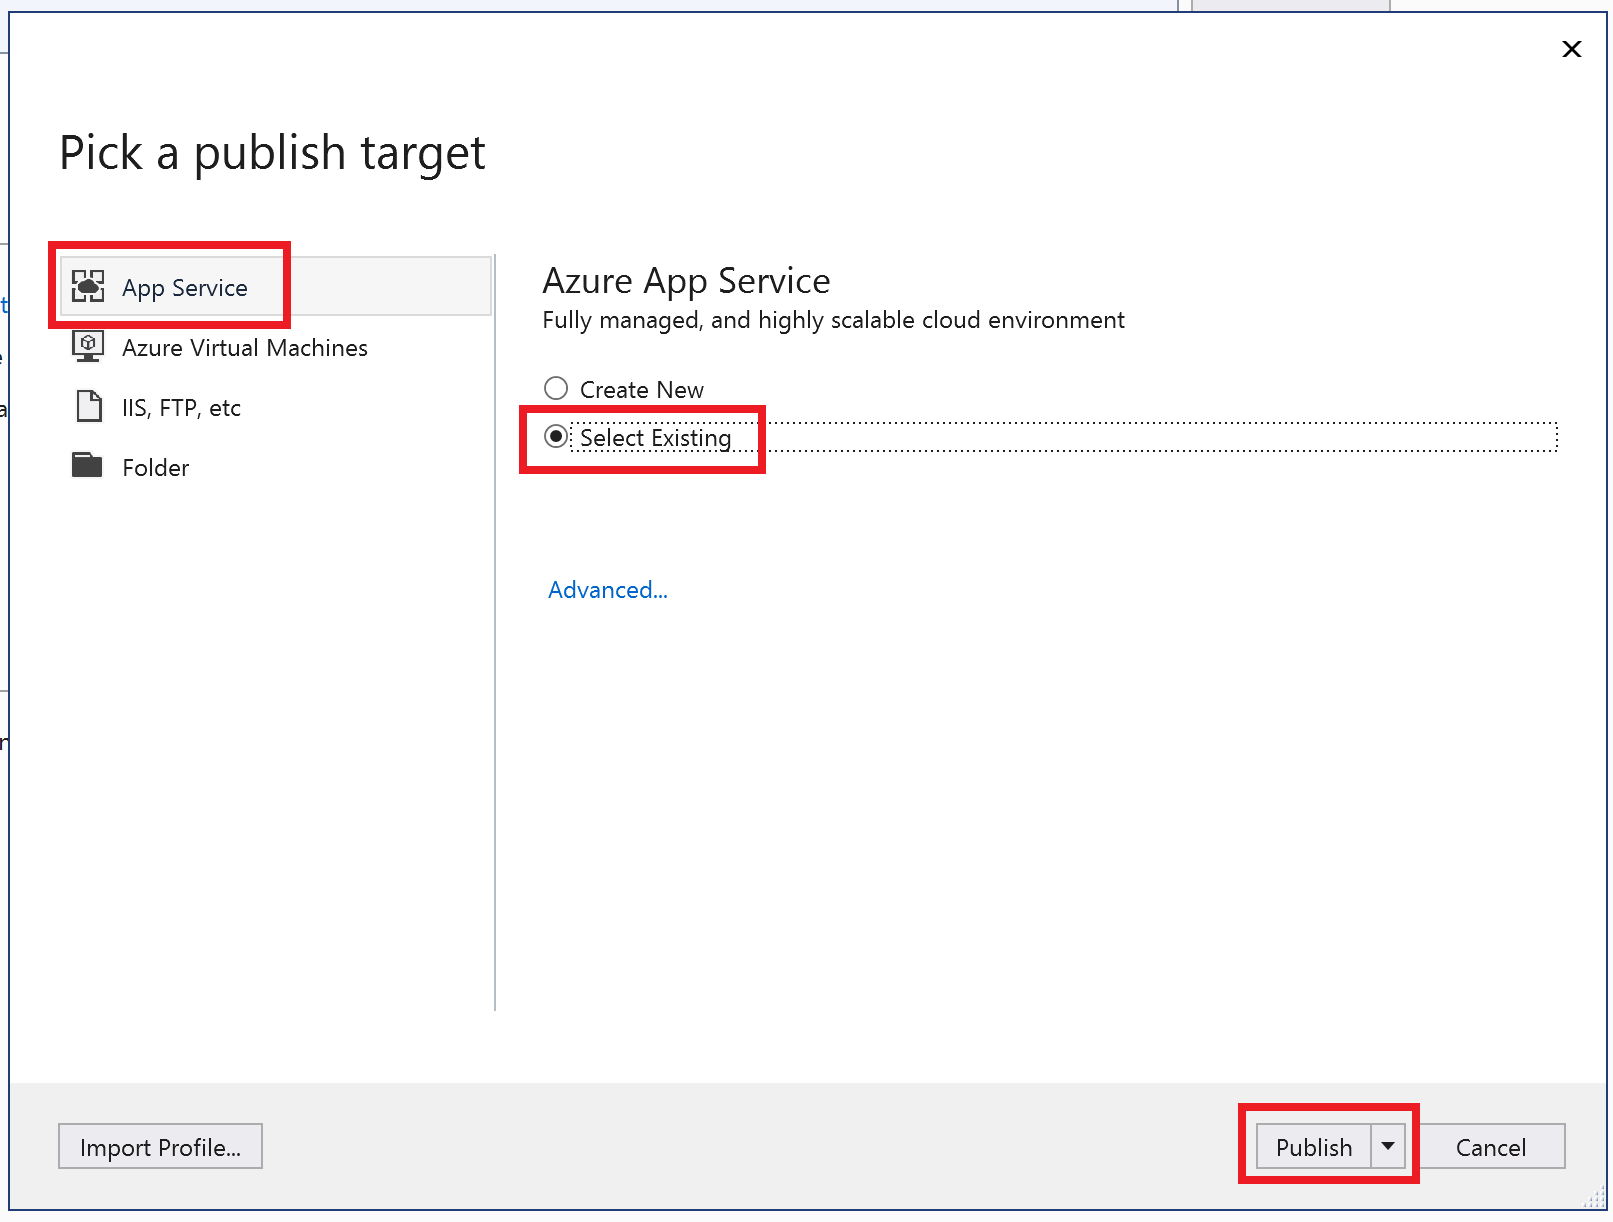 Pick a publish target
App Service
Azure Virtual Machines
IIS, FTP, etc
Folder
Azure App Service
Fully managed, and highly scalable cloud environment
Create New
Select Existing
Advanced...
Import Profile...
Publish
Cancel